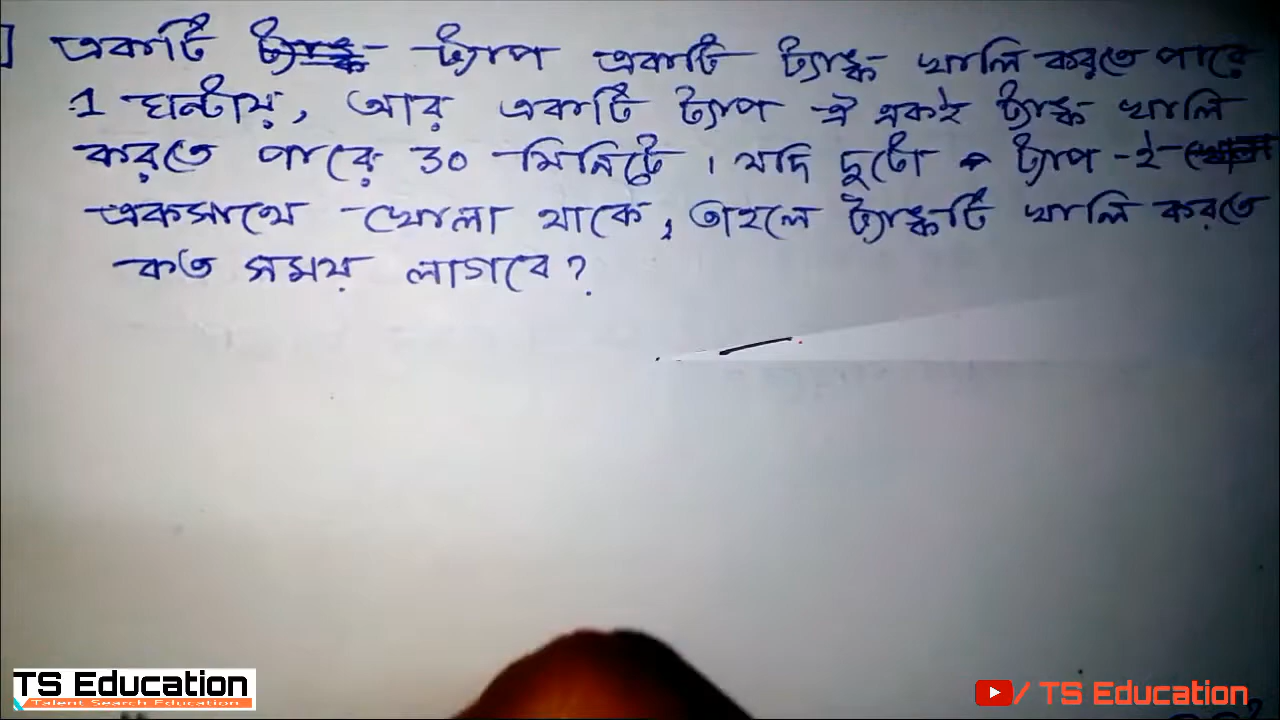 ] একটি ট্যাপ একটি ট্যাঙ্ক খালি করতে পারে
1 ঘন্টায়, আর একটি ট্যাপ ঐ একই ট্যাঙ্ক খালি
করতে পারে 30 মিনিটে। যদি দুটো ট্যাপ-ই
একসাথে খোলা থাকে, তাহলে ট্যাঙ্কটি খালি করতে
কত সময় লাগবে?
TS Education
Talent Search Education
/ TS Education